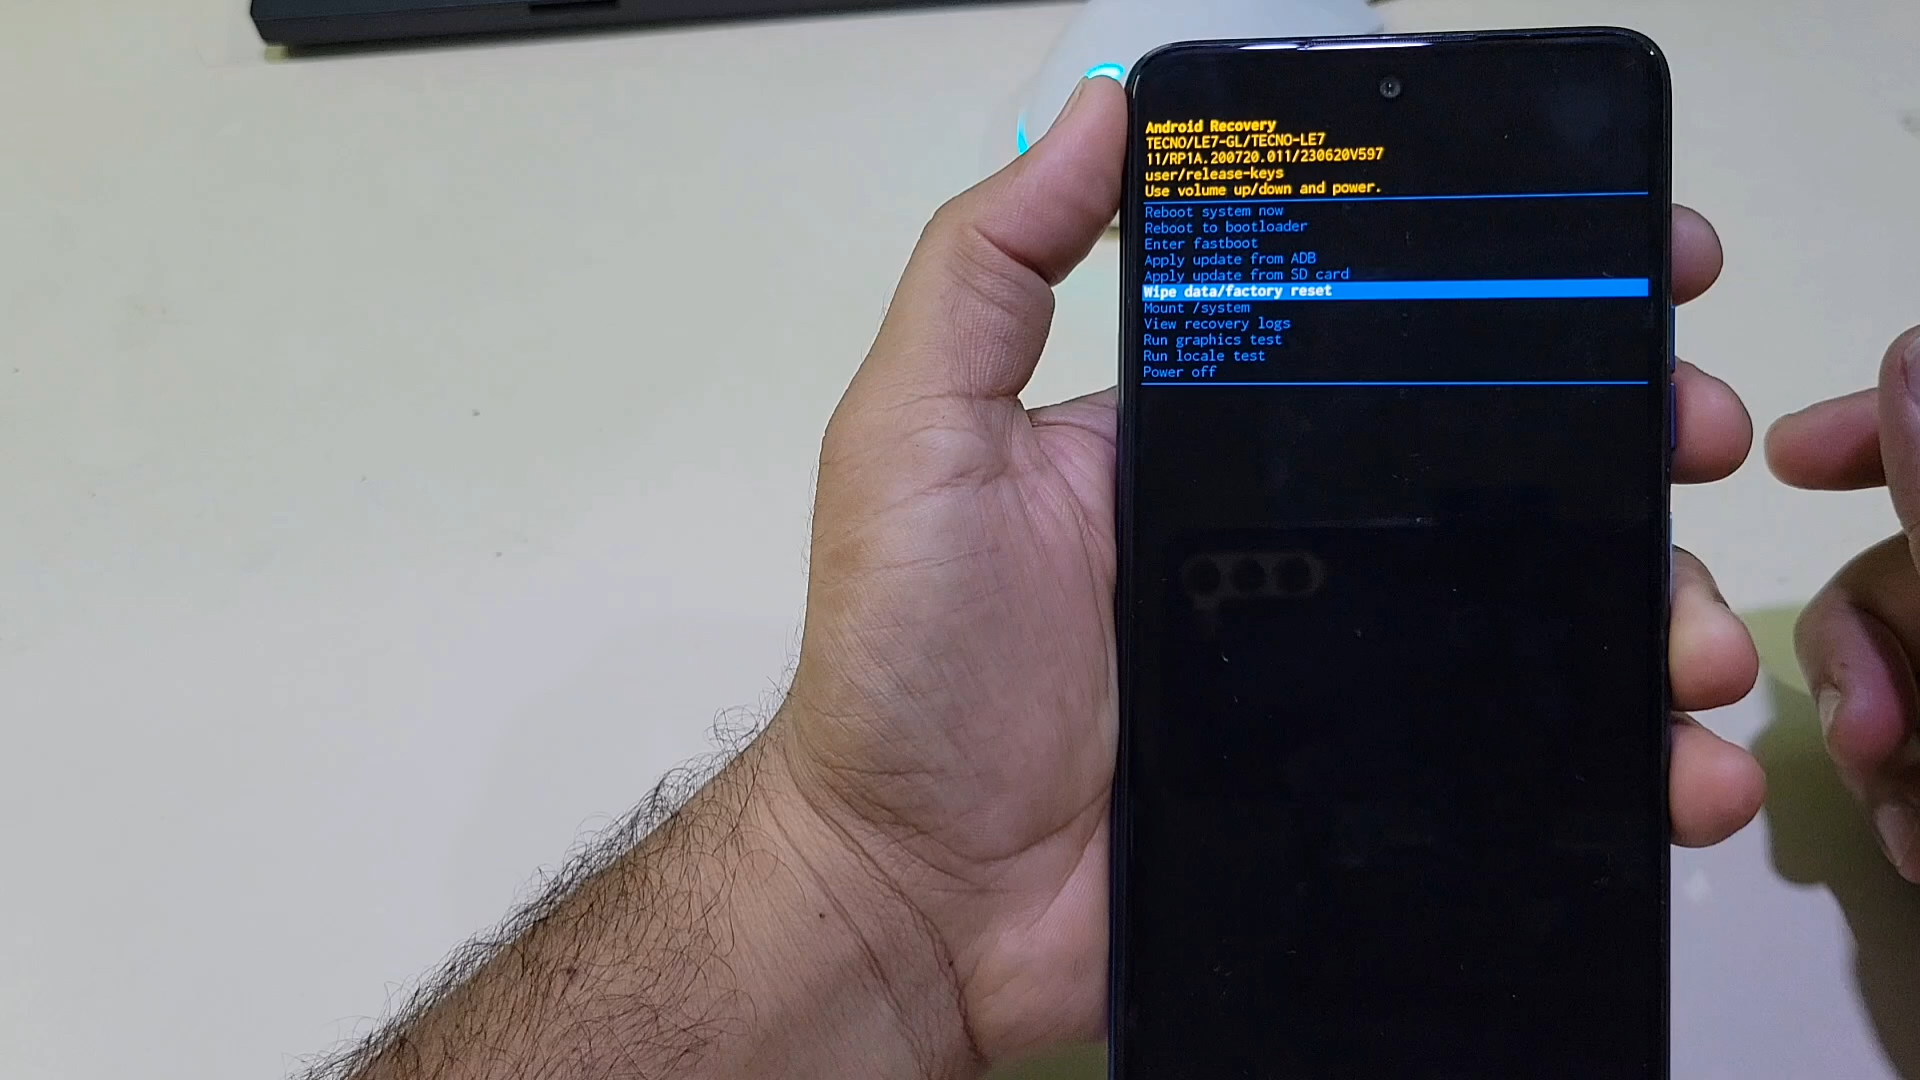 Android Recovery
TECNO/LE7-GL/TECNO-LE7
11/RP1A.200720.011/230620V597
user/release-keys
Use volume up/down and power.
Reboot system now
Reboot to bootloader
Enter fastboot
Apply update from ADB
Apply update from SD card
Wipe data/factory reset
Mount /system
View recovery logs
Run graphics test
Run locale test
Power off